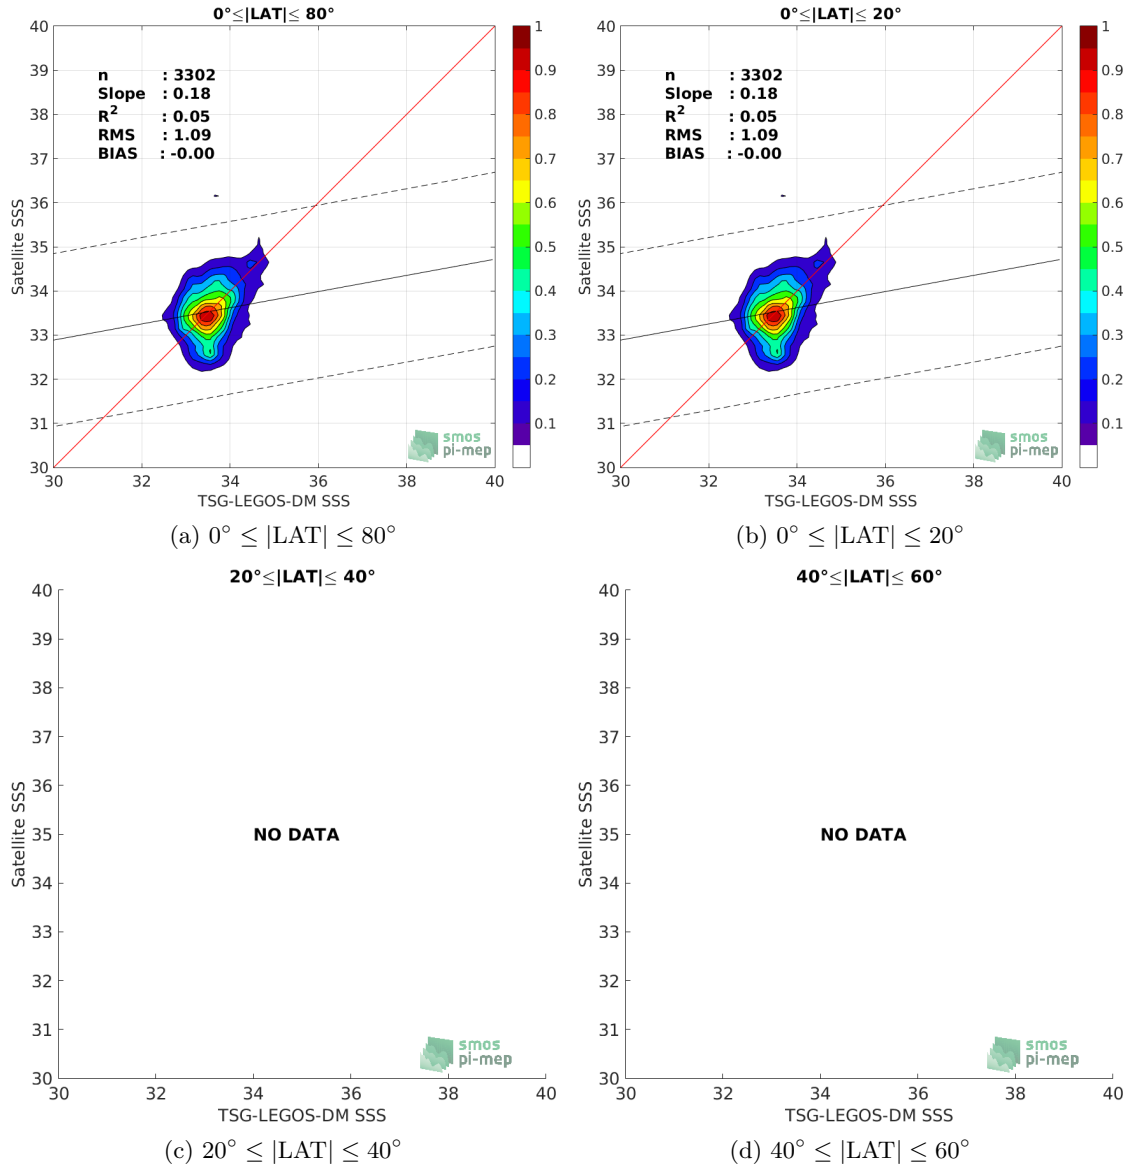 0°≤|LAT|≤ 80°
40
39
38
37
36
35
34
33
32
31
30
Satellite SSS
n : 3302
Slope : 0.18
R² : 0.05
RMS : 1.09
BIAS : -0.00
smos
pi-mep
30 32 34 36 38 40
TSG-LEGOS-DM SSS
1
0.9
0.8
0.7
0.6
0.5
0.4
0.3
0.2
0.1
(a) 0° ≤ |LAT| ≤ 80°
0°≤|LAT|≤ 20°
40
39
38
37
36
35
34
33
32
31
30
Satellite SSS
n : 3302
Slope : 0.18
R² : 0.05
RMS : 1.09
BIAS : -0.00
smos
pi-mep
30 32 34 36 38 40
TSG-LEGOS-DM SSS
1
0.9
0.8
0.7
0.6
0.5
0.4
0.3
0.2
0.1
(b) 0° ≤ |LAT| ≤ 20°
20°≤|LAT|≤ 40°
40
39
38
37
36
35
34
33
32
31
30
Satellite SSS
NO DATA
smos
pi-mep
30 32 34 36 38 40
TSG-LEGOS-DM SSS
(c) 20° ≤ |LAT| ≤ 40°
40°≤|LAT|≤ 60°
40
39
38
37
36
35
34
33
32
31
30
Satellite SSS
NO DATA
smos
pi-mep
30 32 34 36 38 40
TSG-LEGOS-DM SSS
(d) 40° ≤ |LAT| ≤ 60°